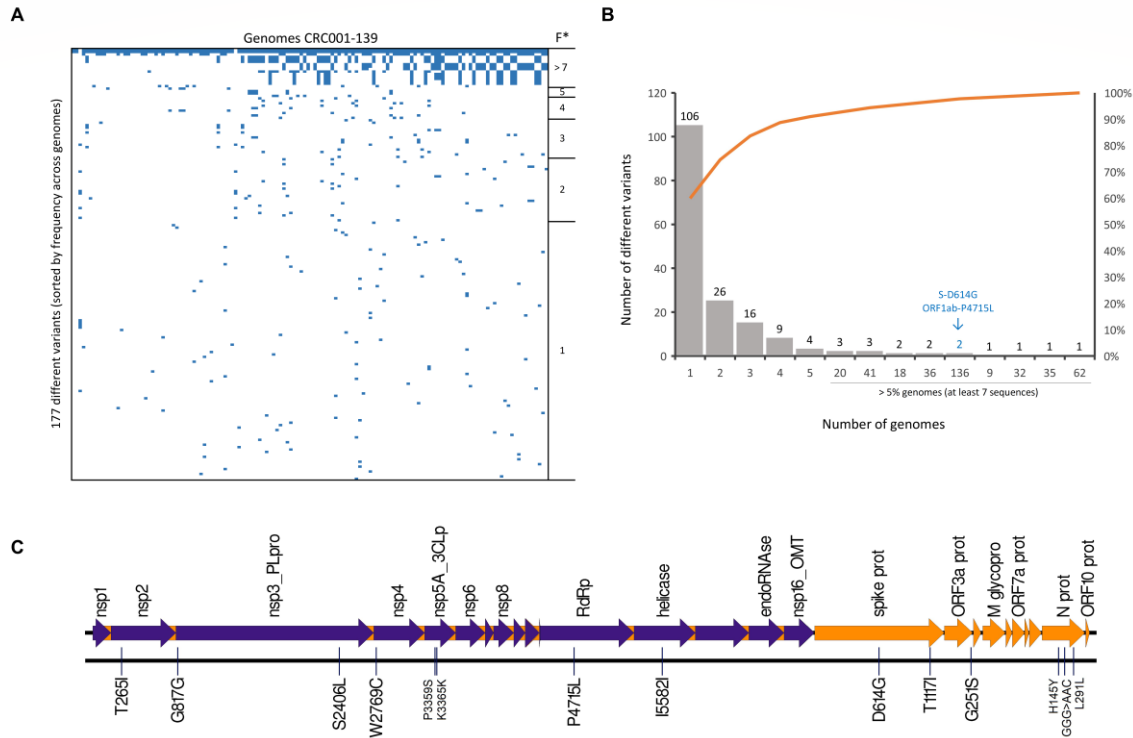 A
Genomes CRC001-139
F*
177 different variants (sorted by frequency across genomes)
> 7
5
4
3
2
1
B
Number of different variants
120
100
80
60
40
20
0
106
26
16
9
4
3
3
2
2
2
1
1
1
1
S-D614G
ORF1ab-P4715L
100%
90%
80%
70%
60%
50%
40%
30%
20%
10%
0%
1 2 3 4 5 20 41 18 36 136 9 32 35 62
> 5% genomes (at least 7 sequences)
Number of genomes
C
nsp1
nsp2
nsp3_PLpro
nsp4
nsp5A_3CLp
nsp6
nsp8
RdRp
helicase
endoRNAse
nsp16_OMT
spike prot
ORF3a prot
M glycopro
ORF7a prot
N prot
ORF10 prot
T265I
G817G
S2406L
W2769C
P3359S
K3365K
P4715L
I5582I
D614G
T1117I
G251S
H145Y
GGG>AAC
L291L